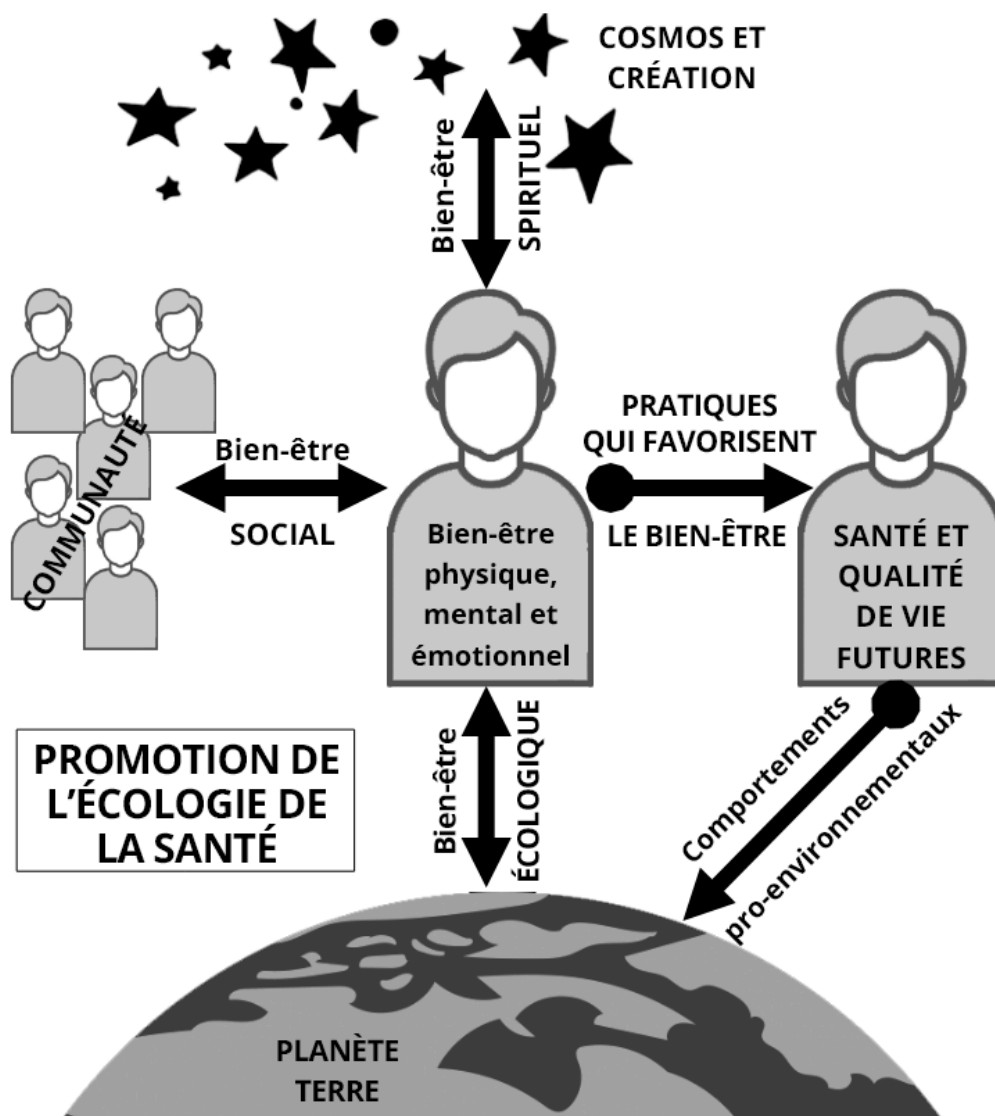 COSMOS ET
CRÉATION
Bien-être
SPIRITUEL
COMMUNAUTÉ
Bien-être
SOCIAL
Bien-être
physique,
mental et
émotionnel
PRATIQUES
QUI FAVORISENT
LE BIEN-ÊTRE
SANTÉ ET
QUALITÉ
DE VIE
FUTURES
PROMOTION DE
L’ÉCOLOGIE DE
LA SANTÉ
Bien-être
ÉCOLOGIQUE
Comportements
pro-environnementaux
PLANÈTE
TERRE